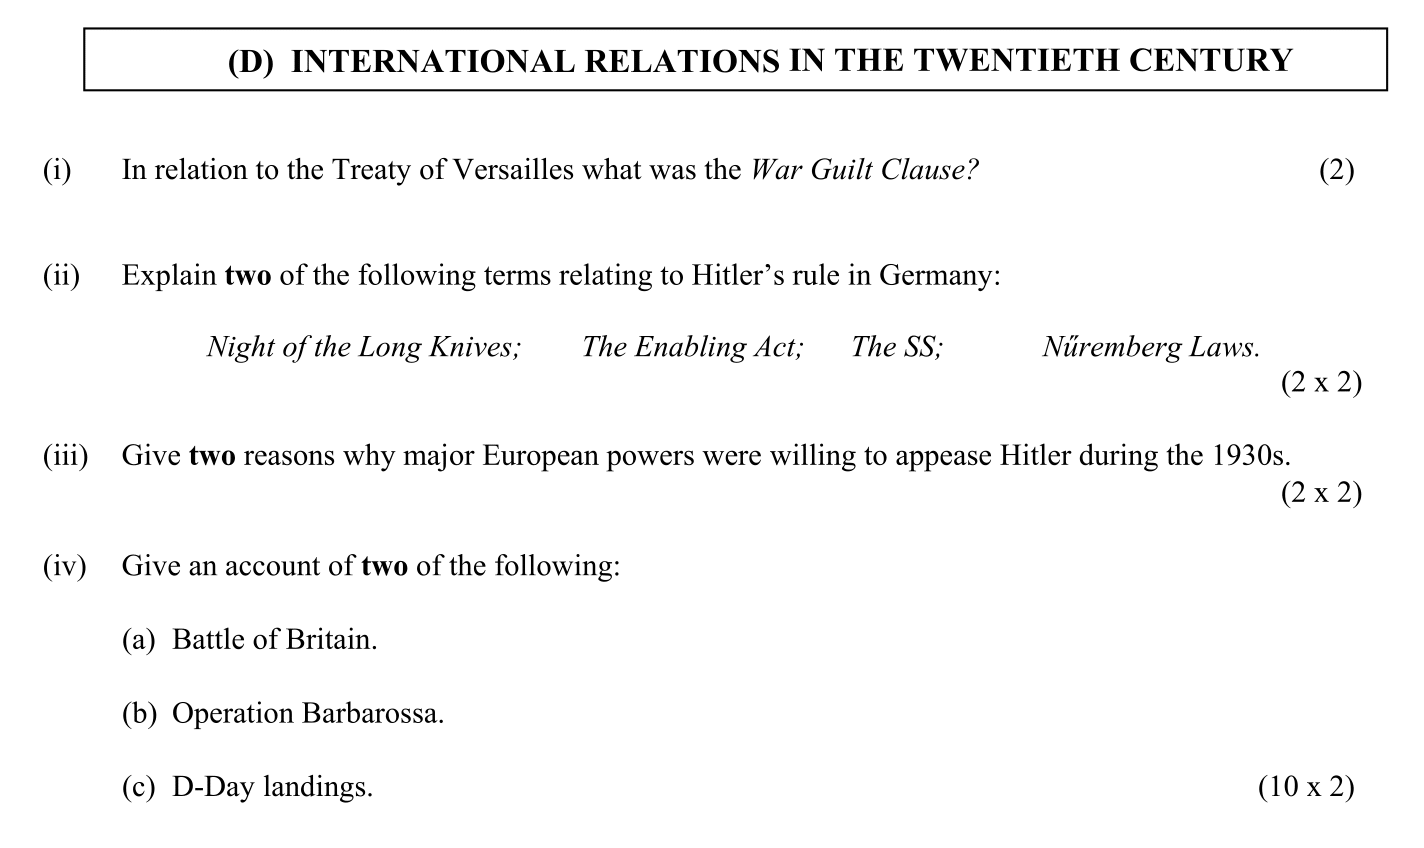 (D) INTERNATIONAL RELATIONS IN THE TWENTIETH CENTURY
(i) In relation to the Treaty of Versailles what was the War Guilt Clause? (2)
(ii) Explain two of the following terms relating to Hitler’s rule in Germany:
Night of the Long Knives; The Enabling Act; The SS; Nűremberg Laws.
(2 x 2)
(iii) Give two reasons why major European powers were willing to appease Hitler during the 1930s.
(2 x 2)
(iv) Give an account of two of the following:
(a) Battle of Britain.
(b) Operation Barbarossa.
(c) D-Day landings. (10 x 2)